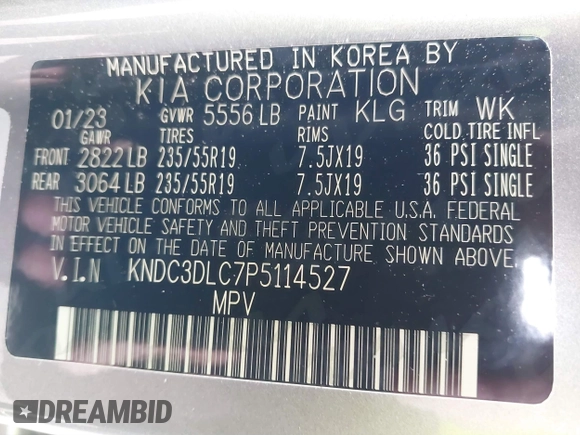 MANUFACTURED IN KOREA BY
KIA CORPORATION
01/23 GVWR 5556 LB PAINT KLG TRIM WK
GAWR TIRES RIMS COLD TIRE INFL
FRONT 2822 LB 235/55R19 7.5JX19 36 PSI SINGLE
REAR 3064 LB 235/55R19 7.5JX19 36 PSI SINGLE
THIS VEHICLE CONFORMS TO ALL APPLICABLE U.S.A. FEDERAL
MOTOR VEHICLE SAFETY AND THEFT PREVENTION STANDARDS
IN EFFECT ON THE DATE OF MANUFACTURE SHOWN ABOVE.
V.I.N KNDC3DLC7P5114527
MPV
DREAMBID